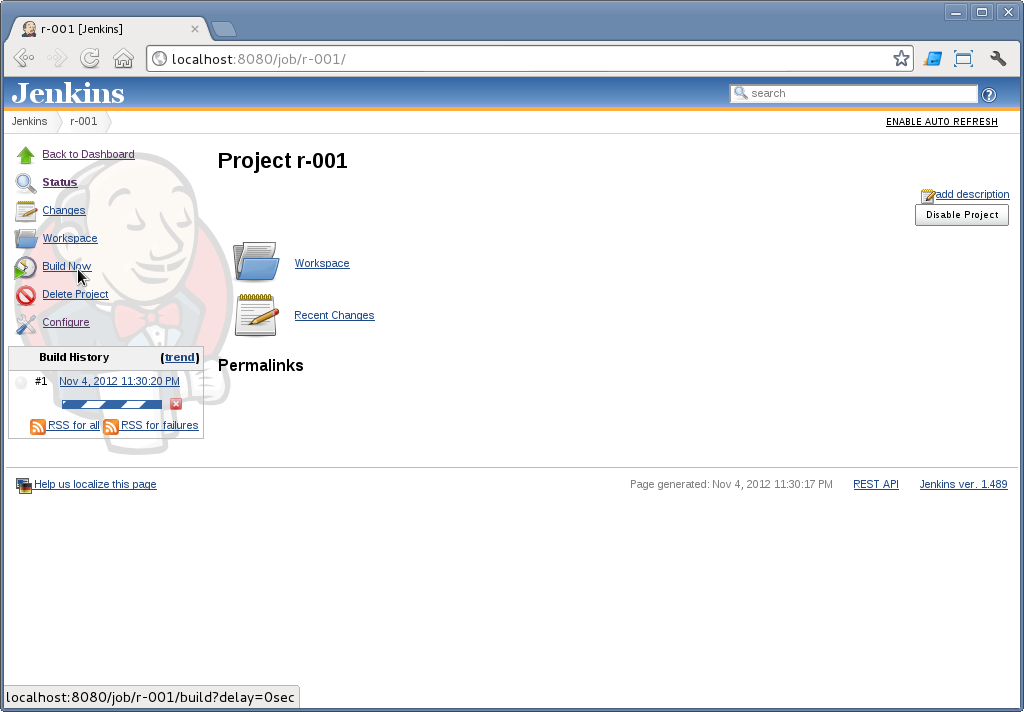 r-001 [Jenkins]
localhost:8080/job/r-001/
Jenkins
search
Jenkins r-001
ENABLE AUTO REFRESH
Back to Dashboard
Status
Changes
Workspace
Build Now
Delete Project
Configure
Build History (trend)
#1 Nov 4, 2012 11:30:20 PM
RSS for all RSS for failures
Project r-001
add description
Disable Project
Workspace
Recent Changes
Permalinks
Help us localize this page
Page generated: Nov 4, 2012 11:30:17 PM REST API Jenkins ver. 1.489
localhost:8080/job/r-001/build?delay=0sec